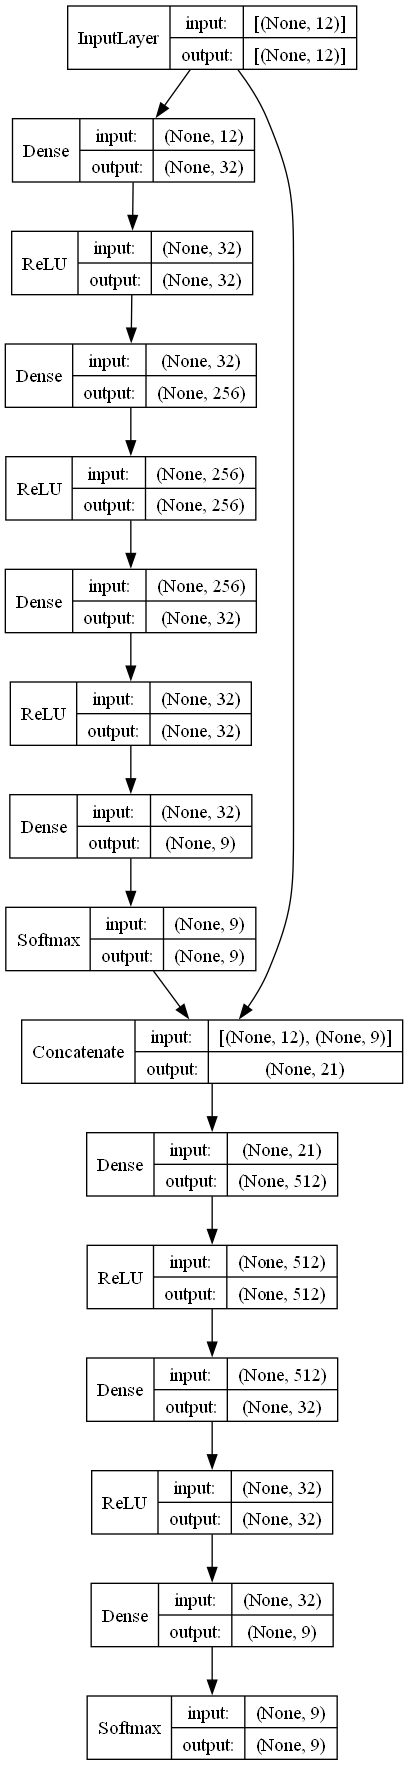 InputLayer input: [(None, 12)]
output: [(None, 12)]
Dense input: (None, 12)
output: (None, 32)
ReLU input: (None, 32)
output: (None, 32)
Dense input: (None, 32)
output: (None, 256)
ReLU input: (None, 256)
output: (None, 256)
Dense input: (None, 256)
output: (None, 32)
ReLU input: (None, 32)
output: (None, 32)
Dense input: (None, 32)
output: (None, 9)
Softmax input: (None, 9)
output: (None, 9)
Concatenate input: [(None, 12), (None, 9)]
output: (None, 21)
Dense input: (None, 21)
output: (None, 512)
ReLU input: (None, 512)
output: (None, 512)
Dense input: (None, 512)
output: (None, 32)
ReLU input: (None, 32)
output: (None, 32)
Dense input: (None, 32)
output: (None, 9)
Softmax input: (None, 9)
output: (None, 9)